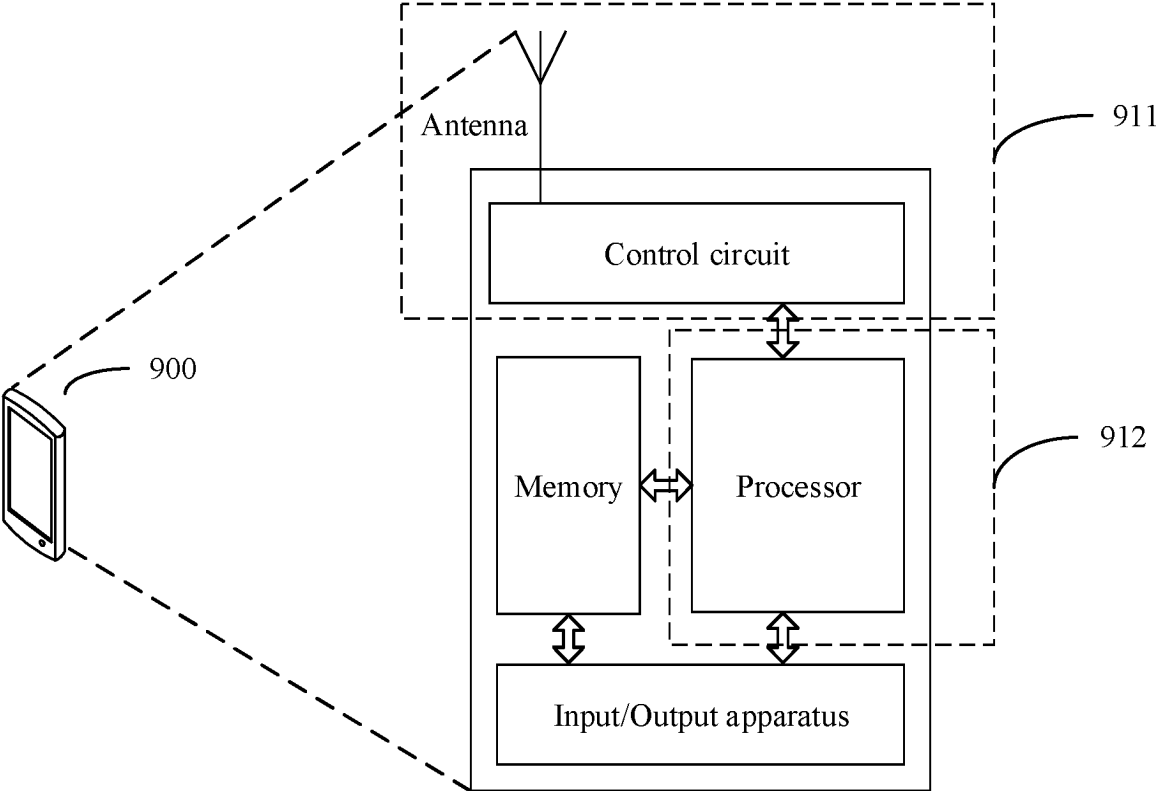 911
Antenna
Control circuit
900
912
Memory
Processor
Input/Output apparatus